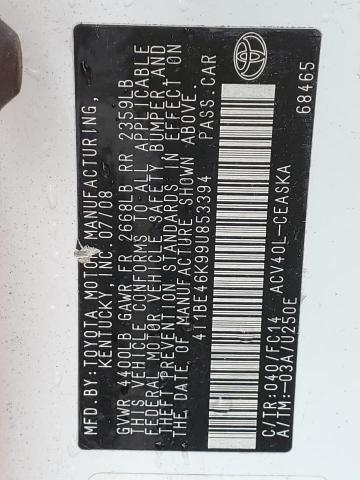 MFD.BY:TOYOTA MOTOR MANUFACTURING,
KENTUCKY, INC. 07/08
GVWR 4400LB GAWR FR 2668LB RR 2359LB
THIS VEHICLE CONFORMS TO ALL APPLICABLE
FEDERAL MOTOR VEHICLE SAFETY BUMPER AND
THEFT PREVENTION STANDARDS IN EFFECT ON
THE DATE OF MANUFACTURE SHOWN ABOVE.
4T1BE46K99U853394 PASS.CAR
C/TR:040/FC14 ACV40L-CEASKA
A/TM:-03A/U250E 68465